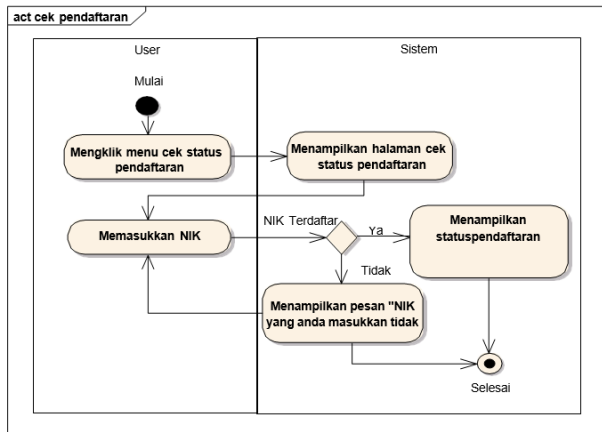 act cek pendaftaran
User
Sistem
Mulai
Mengklik menu cek status
pendaftaran
Menampilkan halaman cek
status pendaftaran
Memasukkan NIK
NIK Terdaftar
Ya
Menampilkan
statuspendaftaran
Tidak
Menampilkan pesan "NIK
yang anda masukkan tidak
Selesai